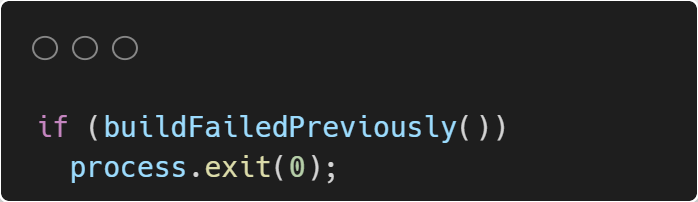 if (buildFailedPreviously())
  process.exit(0);